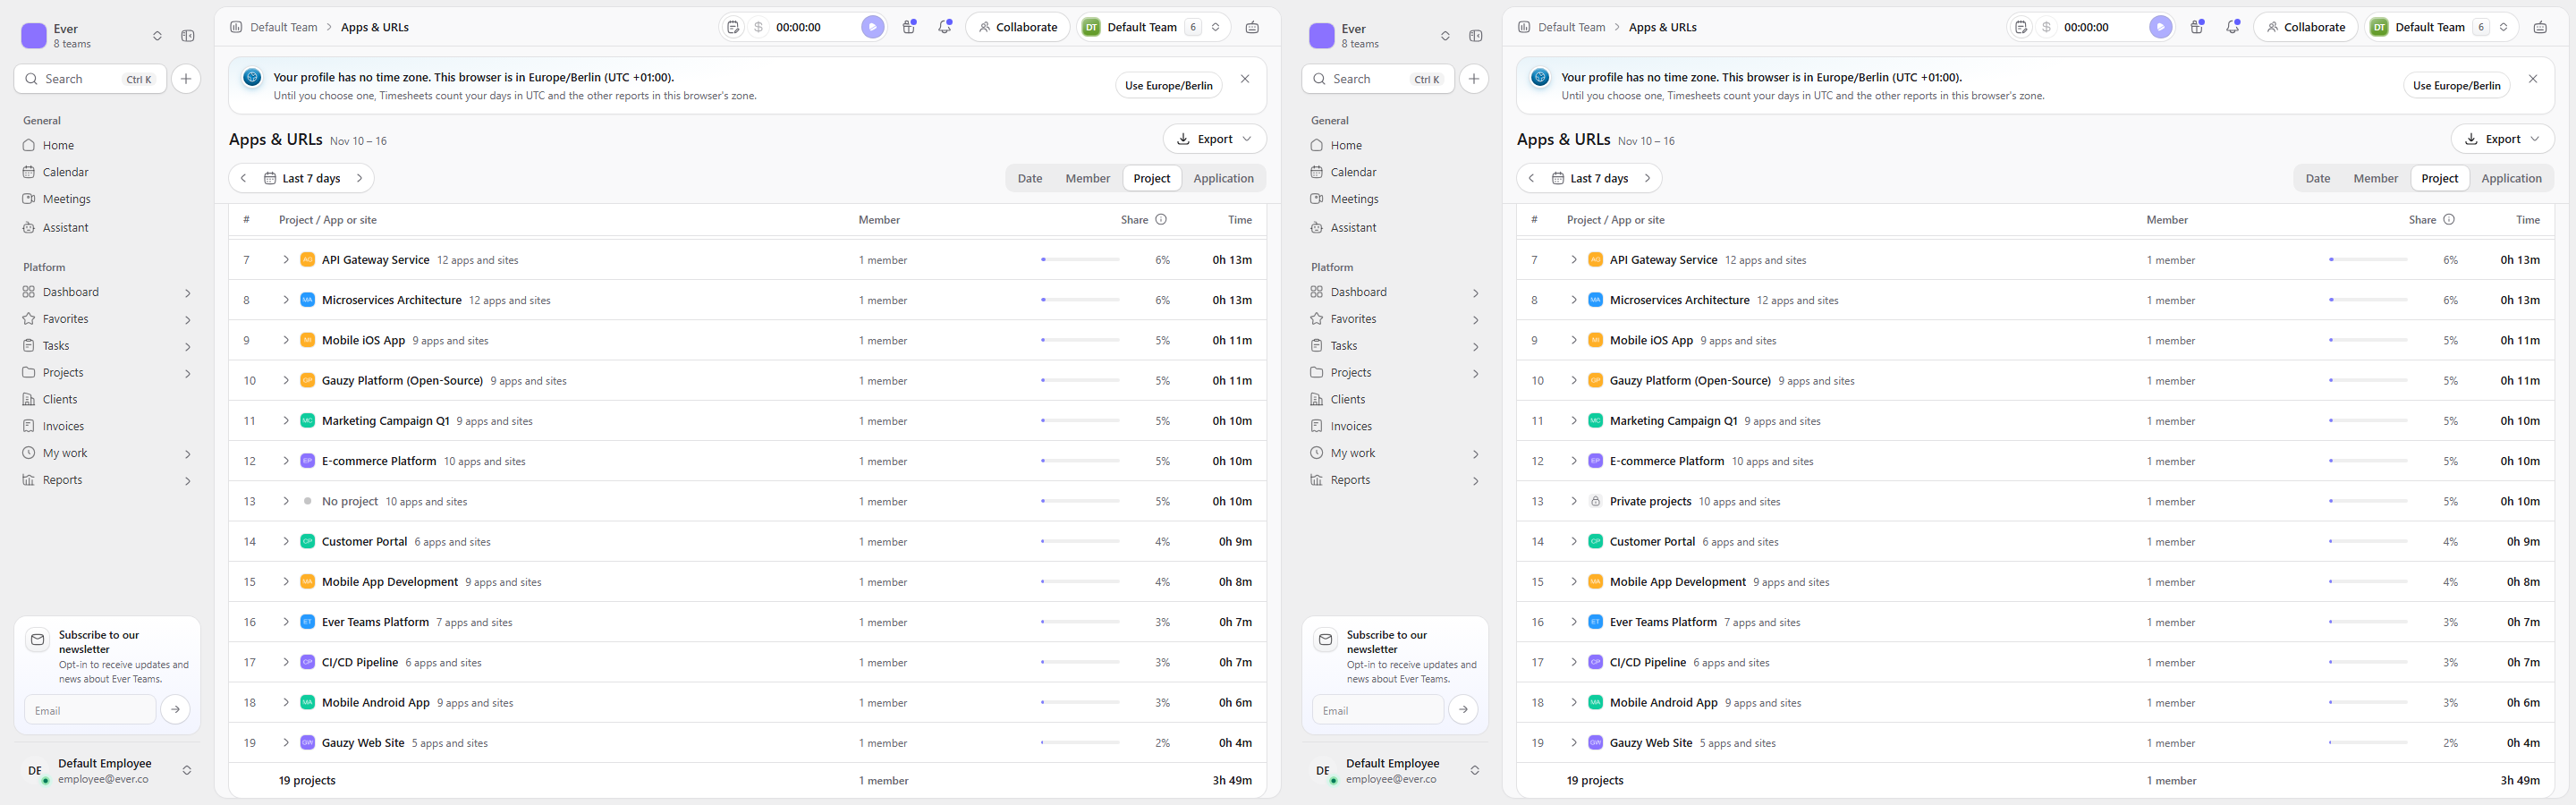 Ever
8 teams
Search Ctrl K
General
Home
Calendar
Meetings
Assistant
Platform
Dashboard
Favorites
Tasks
Projects
Clients
Invoices
My work
Reports
Subscribe to our
newsletter
Opt-in to receive updates and
news about Ever Teams.
Email
DE Default Employee
employee@ever.co
Default Team Apps & URLs $ 00:00:00 Collaborate DT Default Team 6
Your profile has no time zone. This browser is in Europe/Berlin (UTC +01:00).
Until you choose one, Timesheets count your days in UTC and the other reports in this browser's zone.
Use Europe/Berlin
Apps & URLs Nov 10 – 16 Export
Last 7 days Date Member Project Application
# Project / App or site Member Share Time
7 AG API Gateway Service 12 apps and sites 1 member 6% 0h 13m
8 MA Microservices Architecture 12 apps and sites 1 member 6% 0h 13m
9 MI Mobile iOS App 9 apps and sites 1 member 5% 0h 11m
10 GP Gauzy Platform (Open-Source) 9 apps and sites 1 member 5% 0h 11m
11 MC Marketing Campaign Q1 9 apps and sites 1 member 5% 0h 10m
12 EP E-commerce Platform 10 apps and sites 1 member 5% 0h 10m
13 No project 10 apps and sites 1 member 5% 0h 10m
14 CP Customer Portal 6 apps and sites 1 member 4% 0h 9m
15 MA Mobile App Development 9 apps and sites 1 member 4% 0h 8m
16 ET Ever Teams Platform 7 apps and sites 1 member 3% 0h 7m
17 CP CI/CD Pipeline 6 apps and sites 1 member 3% 0h 7m
18 MA Mobile Android App 9 apps and sites 1 member 3% 0h 6m
19 GW Gauzy Web Site 5 apps and sites 1 member 2% 0h 4m
19 projects 1 member 3h 49m
Ever
8 teams
Search Ctrl K
General
Home
Calendar
Meetings
Assistant
Platform
Dashboard
Favorites
Tasks
Projects
Clients
Invoices
My work
Reports
Subscribe to our
newsletter
Opt-in to receive updates and
news about Ever Teams.
Email
DE Default Employee
employee@ever.co
Default Team Apps & URLs $ 00:00:00 Collaborate DT Default Team 6
Your profile has no time zone. This browser is in Europe/Berlin (UTC +01:00).
Until you choose one, Timesheets count your days in UTC and the other reports in this browser's zone.
Use Europe/Berlin
Apps & URLs Nov 10 – 16 Export
Last 7 days Date Member Project Application
# Project / App or site Member Share Time
7 AG API Gateway Service 12 apps and sites 1 member 6% 0h 13m
8 MA Microservices Architecture 12 apps and sites 1 member 6% 0h 13m
9 MI Mobile iOS App 9 apps and sites 1 member 5% 0h 11m
10 GP Gauzy Platform (Open-Source) 9 apps and sites 1 member 5% 0h 11m
11 MC Marketing Campaign Q1 9 apps and sites 1 member 5% 0h 10m
12 EP E-commerce Platform 10 apps and sites 1 member 5% 0h 10m
13 Private projects 10 apps and sites 1 member 5% 0h 10m
14 CP Customer Portal 6 apps and sites 1 member 4% 0h 9m
15 MA Mobile App Development 9 apps and sites 1 member 4% 0h 8m
16 ET Ever Teams Platform 7 apps and sites 1 member 3% 0h 7m
17 CP CI/CD Pipeline 6 apps and sites 1 member 3% 0h 7m
18 MA Mobile Android App 9 apps and sites 1 member 3% 0h 6m
19 GW Gauzy Web Site 5 apps and sites 1 member 2% 0h 4m
19 projects 1 member 3h 49m